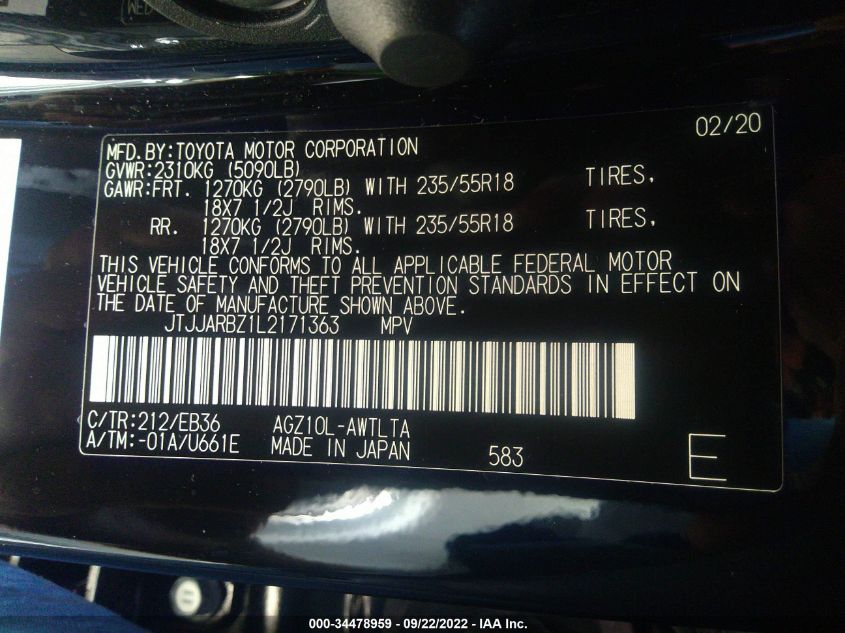 02/20
MFD.BY:TOYOTA MOTOR CORPORATION
GVWR:2310KG (5090LB)
GAWR:FRT. 1270KG (2790LB) WITH 235/55R18 TIRES,
18X7 1/2J RIMS.
RR. 1270KG (2790LB) WITH 235/55R18 TIRES,
18X7 1/2J RIMS.
THIS VEHICLE CONFORMS TO ALL APPLICABLE FEDERAL MOTOR
VEHICLE SAFETY AND THEFT PREVENTION STANDARDS IN EFFECT ON
THE DATE OF MANUFACTURE SHOWN ABOVE.
JTJJARBZ1L2171363 MPV
C/TR:212/EB36 AGZ10L-AWTLTA
A/TM:-01A/U661E MADE IN JAPAN 583 E
000-34478959 - 09/22/2022 - IAA Inc.